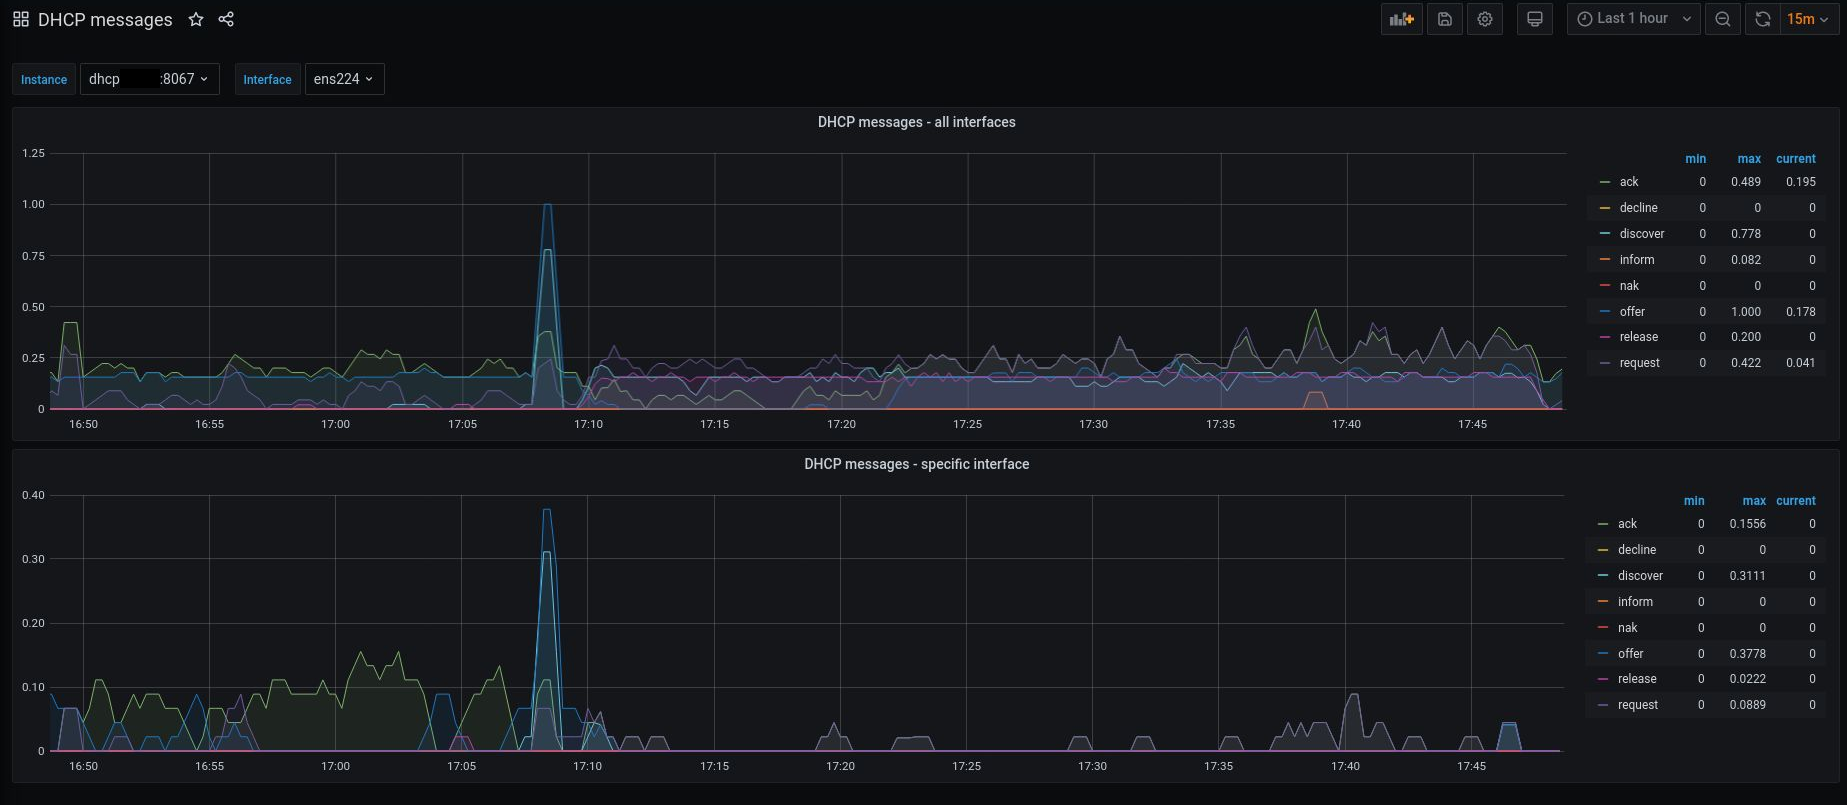 DHCP messages
Last 1 hour
15m
Instance dhcp :8067 Interface ens224
DHCP messages - all interfaces
1.25
1.00
0.75
0.50
0.25
0
16:50 16:55 17:00 17:05 17:10 17:15 17:20 17:25 17:30 17:35 17:40 17:45
min max current
ack 0 0.489 0.195
decline 0 0 0
discover 0 0.778 0
inform 0 0.082 0
nak 0 0 0
offer 0 1.000 0.178
release 0 0.200 0
request 0 0.422 0.041
DHCP messages - specific interface
0.40
0.30
0.20
0.10
0
16:50 16:55 17:00 17:05 17:10 17:15 17:20 17:25 17:30 17:35 17:40 17:45
min max current
ack 0 0.1556 0
decline 0 0 0
discover 0 0.3111 0
inform 0 0 0
nak 0 0 0
offer 0 0.3778 0
release 0 0.0222 0
request 0 0.0889 0